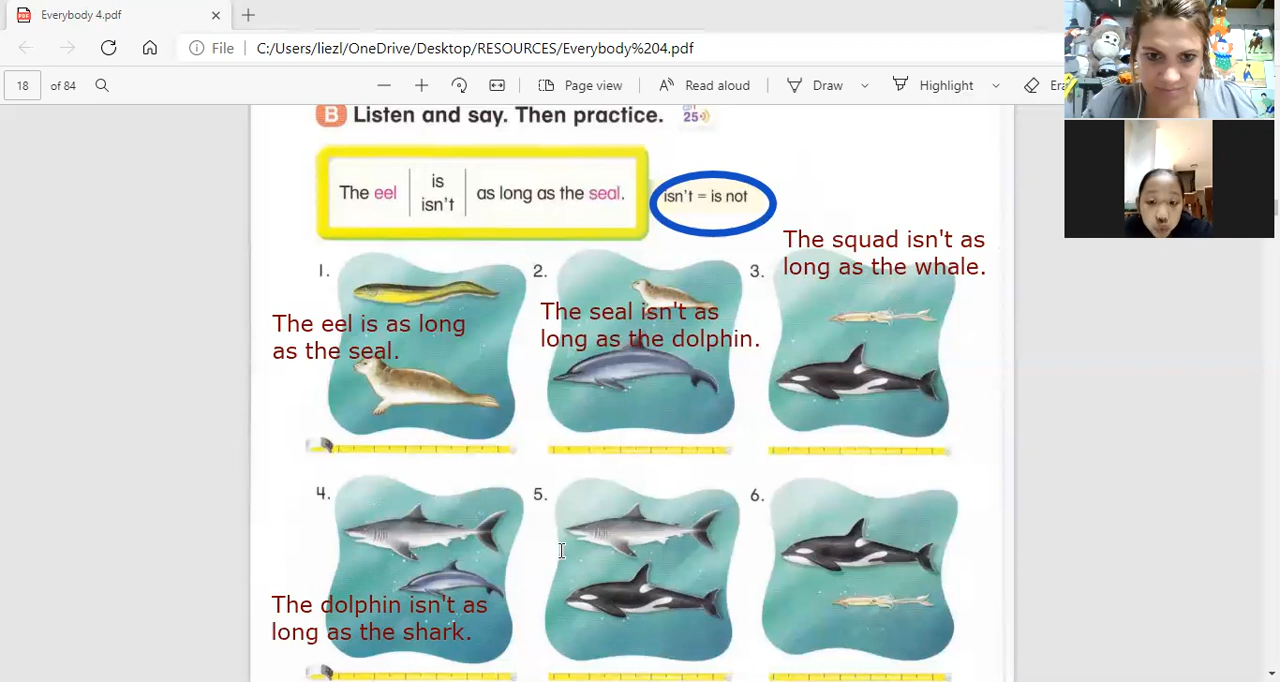 Everybody 4.pdf
File
C:/Users/liezl/OneDrive/Desktop/RESOURCES/Everybody%204.pdf
18 of 84
Page view
Read aloud
Draw
Highlight
B Listen and say. Then practice. 25
The eel is isn't as long as the seal.
isn't = is not
The squad isn't as
long as the whale.
1.
2.
3.
The eel is as long
as the seal.
The seal isn't as
long as the dolphin.
4.
5.
6.
The dolphin isn't as
long as the shark.